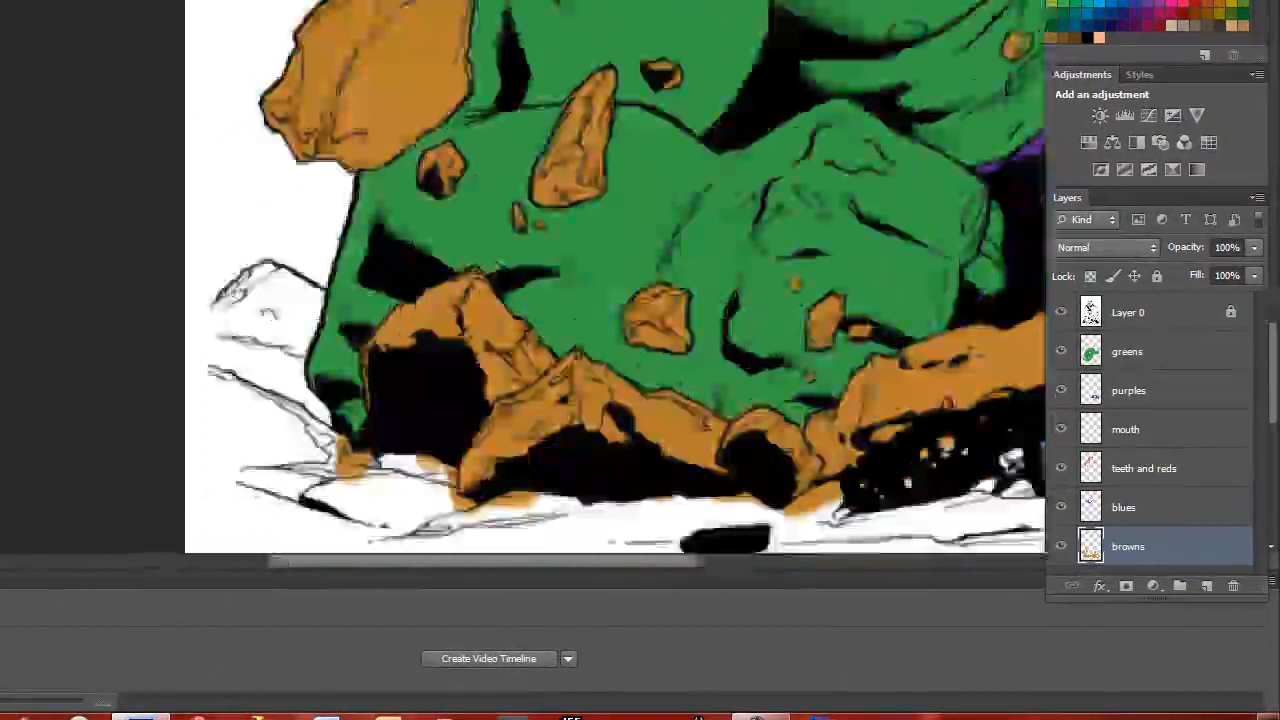 Adjustments Styles
Add an adjustment
Layers
Kind
Normal Opacity: 100%
Lock: Fill: 100%
Layer 0
greens
purples
mouth
teeth and reds
blues
browns
fx
Create Video Timeline